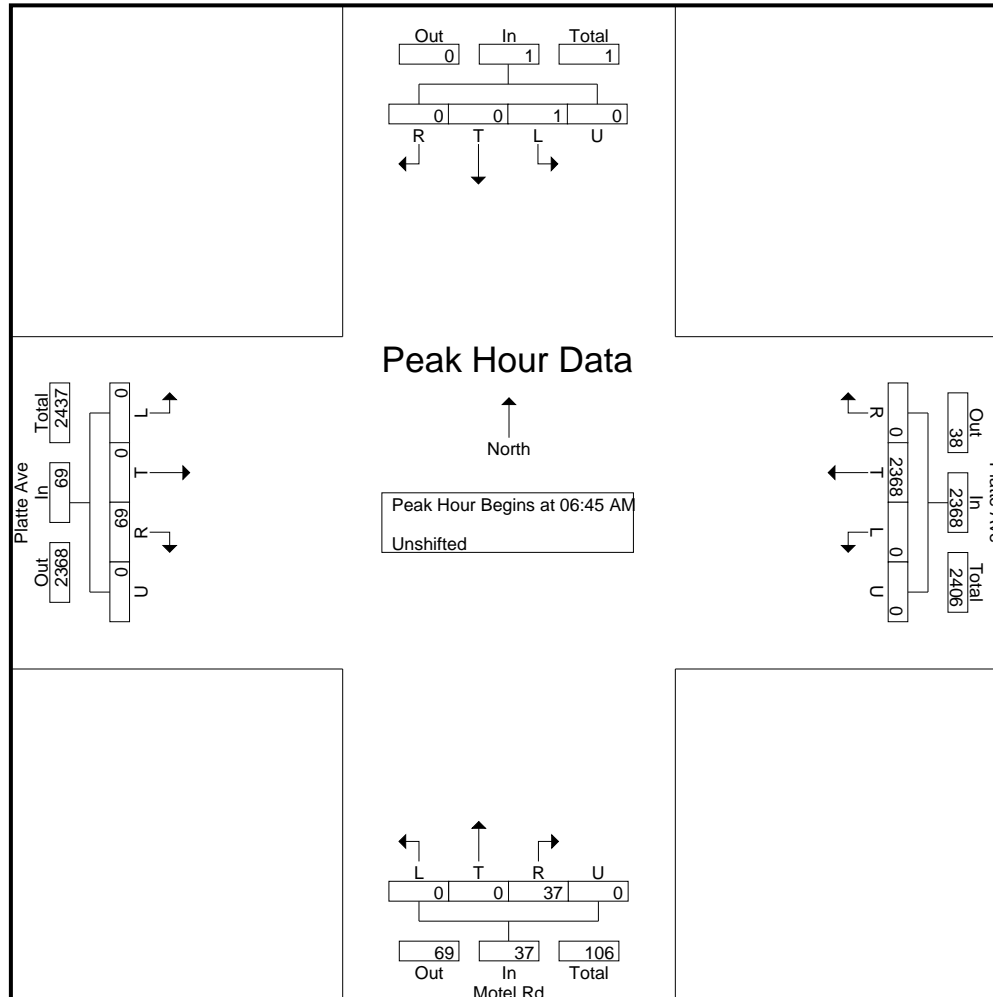 Out In Total
0 1 1
0 0 1 0
R T L U
Peak Hour Data
North
Peak Hour Begins at 06:45 AM
Unshifted
Platte Ave
Out In Total
2368 69 2437
0 0 69 0
L T R U
Out In Total
38 2368 2406
0 2368 0 0
R T L U
L T R U
0 0 37 0
69 37 106
Out In Total
Motel Rd